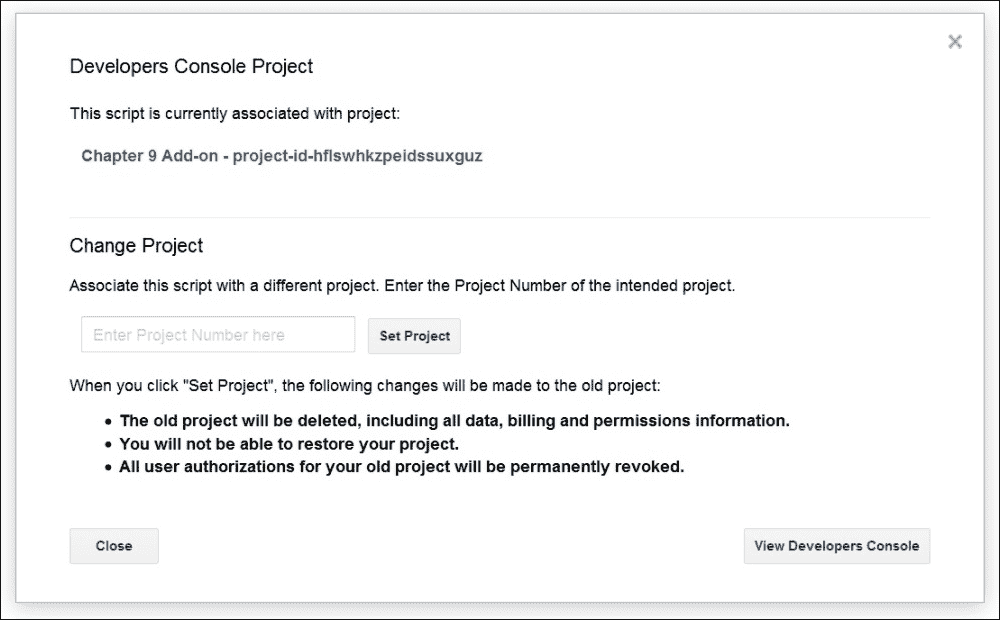 Developers Console Project
This script is currently associated with project:
Chapter 9 Add-on - project-id-hflswhkzpeidssuxguz
Change Project
Associate this script with a different project. Enter the Project Number of the intended project.
Enter Project Number here
Set Project
When you click "Set Project", the following changes will be made to the old project:
• The old project will be deleted, including all data, billing and permissions information.
• You will not be able to restore your project.
• All user authorizations for your old project will be permanently revoked.
Close
View Developers Console